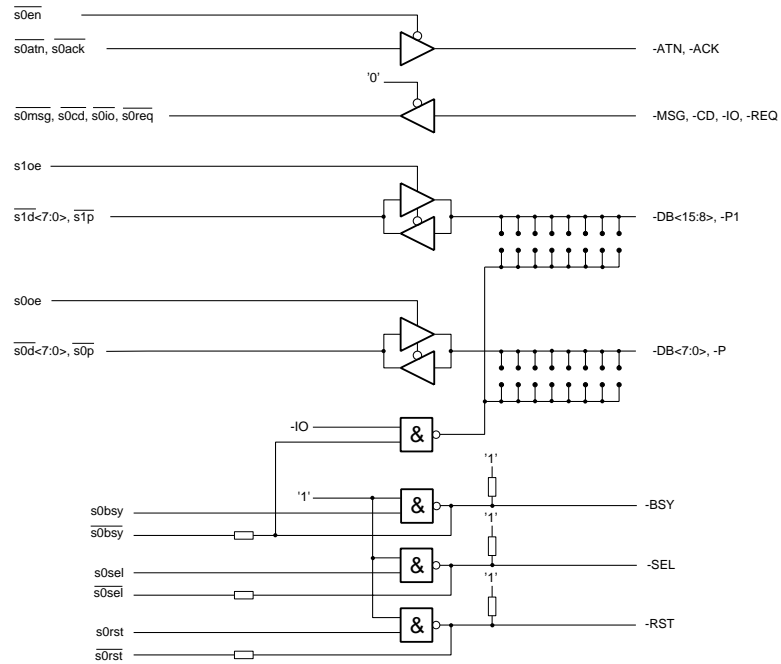 s0en
s0atn, s0ack
-ATN, -ACK
'0'
s0msg, s0cd, s0io, s0req
-MSG, -CD, -IO, -REQ
s1oe
s1d<7:0>, s1p
-DB<15:8>, -P1
s0oe
s0d<7:0>, s0p
-DB<7:0>, -P
-IO
&
'1'
'1'
s0bsy
&
-BSY
s0bsy
'1'
s0sel
&
-SEL
s0sel
'1'
s0rst
&
-RST
s0rst